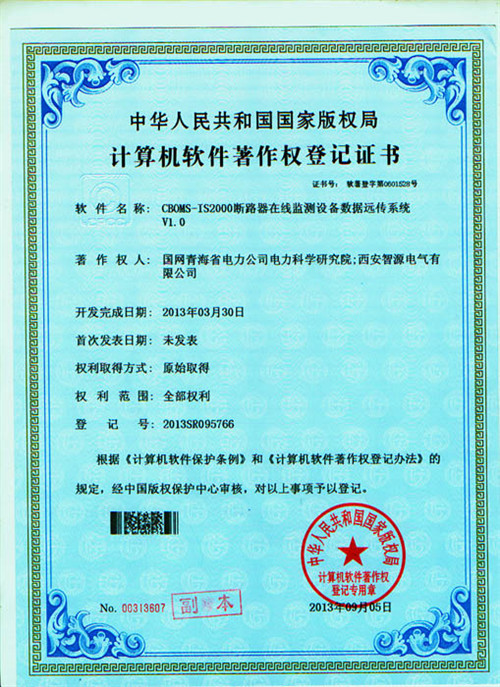 中华人民共和国国家版权局
计算机软件著作权登记证书
证书号： 软著登字第0601528号
软件名称： CBOMS-IS2000断路器在线监测设备数据远传系统
V1.0
著作权人： 国网青海省电力公司电力科学研究院;西安智源电气有
限公司
开发完成日期： 2013年03月30日
首次发表日期： 未发表
权利取得方式： 原始取得
权利范围： 全部权利
登记号： 2013SR095766
根据《计算机软件保护条例》和《计算机软件著作权登记办法》的
规定，经中国版权保护中心审核，对以上事项予以登记。
中华人民共和国国家版权局
计算机软件著作权
登记专用章
No. 00313607
副本
2013年09月05日